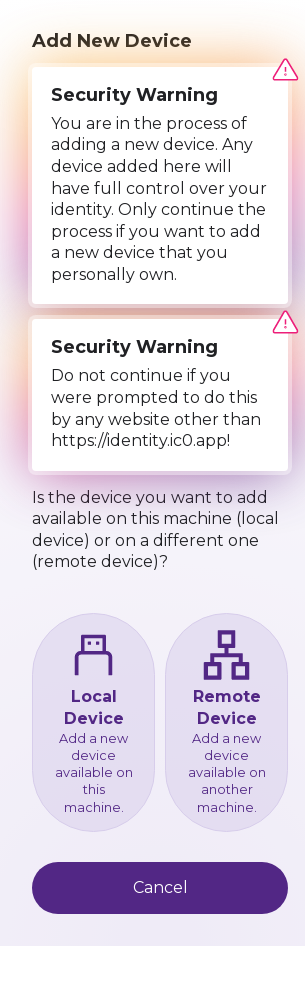 Add New Device
Security Warning
You are in the process of
adding a new device. Any
device added here will
have full control over your
identity. Only continue the
process if you want to add
a new device that you
personally own.
Security Warning
Do not continue if you
were prompted to do this
by any website other than
https://identity.ic0.app!
Is the device you want to add
available on this machine (local
device) or on a different one
(remote device)?
Local
Device
Add a new
device
available on
this
machine.
Remote
Device
Add a new
device
available on
another
machine.
Cancel